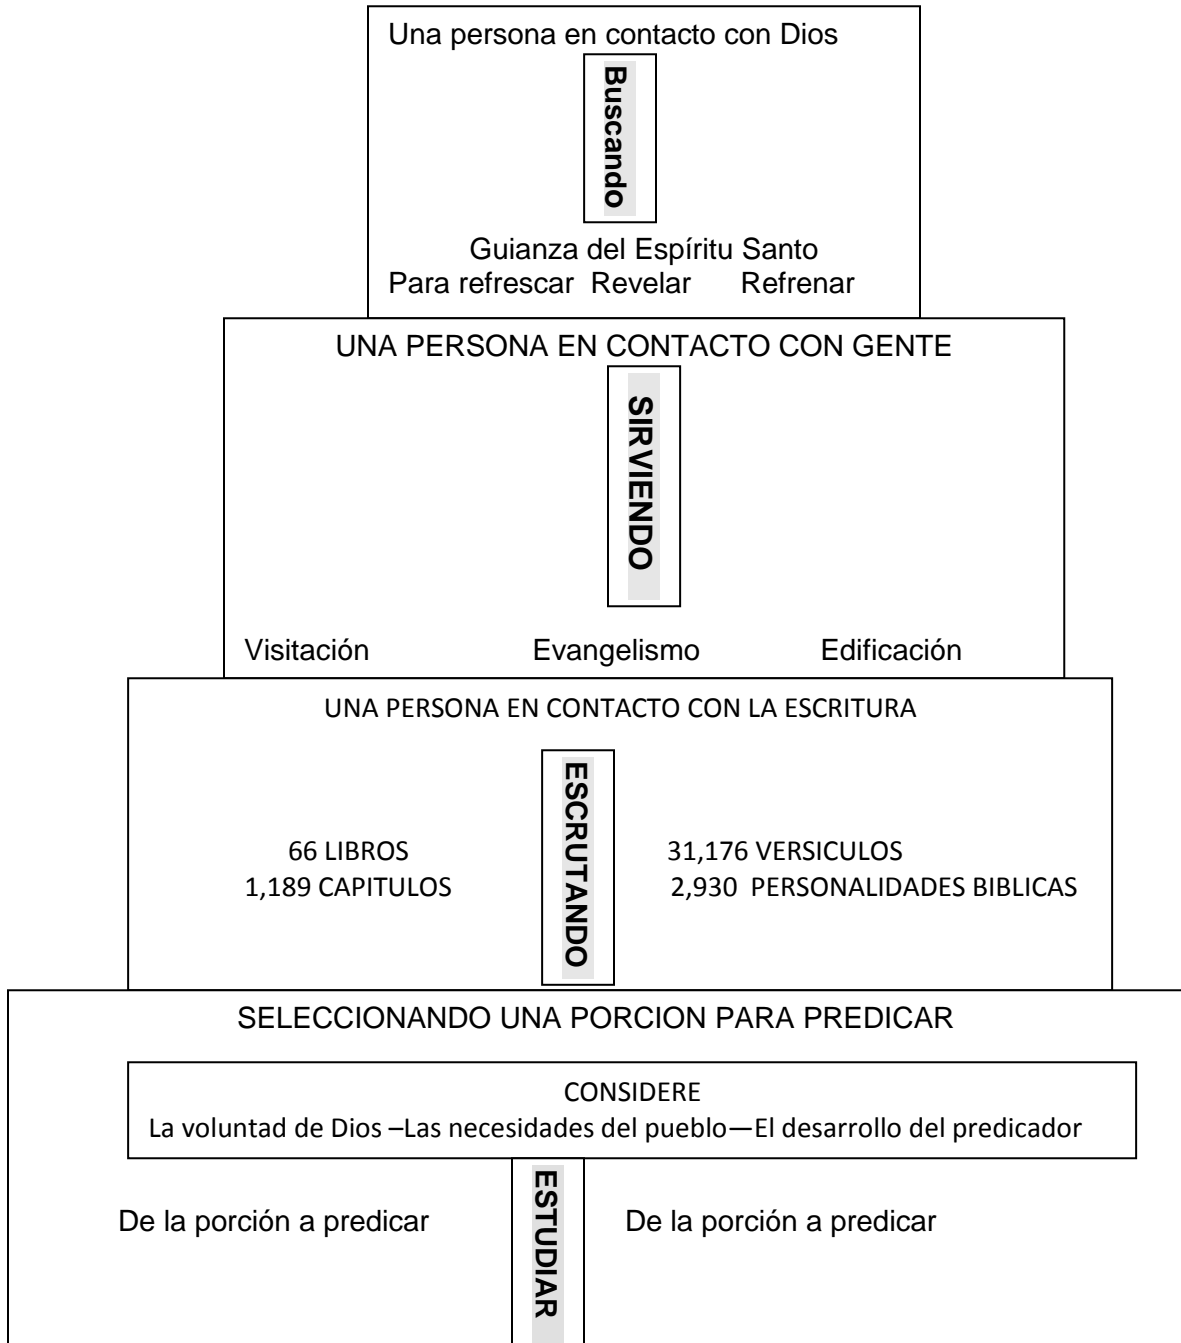 Una persona en contacto con Dios
Buscando
Guianza del Espíritu Santo
Para refrescar Revelar Refrenar
UNA PERSONA EN CONTACTO CON GENTE
SIRVIENDO
Visitación Evangelismo Edificación
UNA PERSONA EN CONTACTO CON LA ESCRITURA
ESCRUTANDO
66 LIBROS 31,176 VERSICULOS
1,189 CAPITULOS 2,930 PERSONALIDADES BIBLICAS
SELECCIONANDO UNA PORCION PARA PREDICAR
CONSIDERE
La voluntad de Dios –Las necesidades del pueblo—El desarrollo del predicador
ESTUDIAR
De la porción a predicar De la porción a predicar